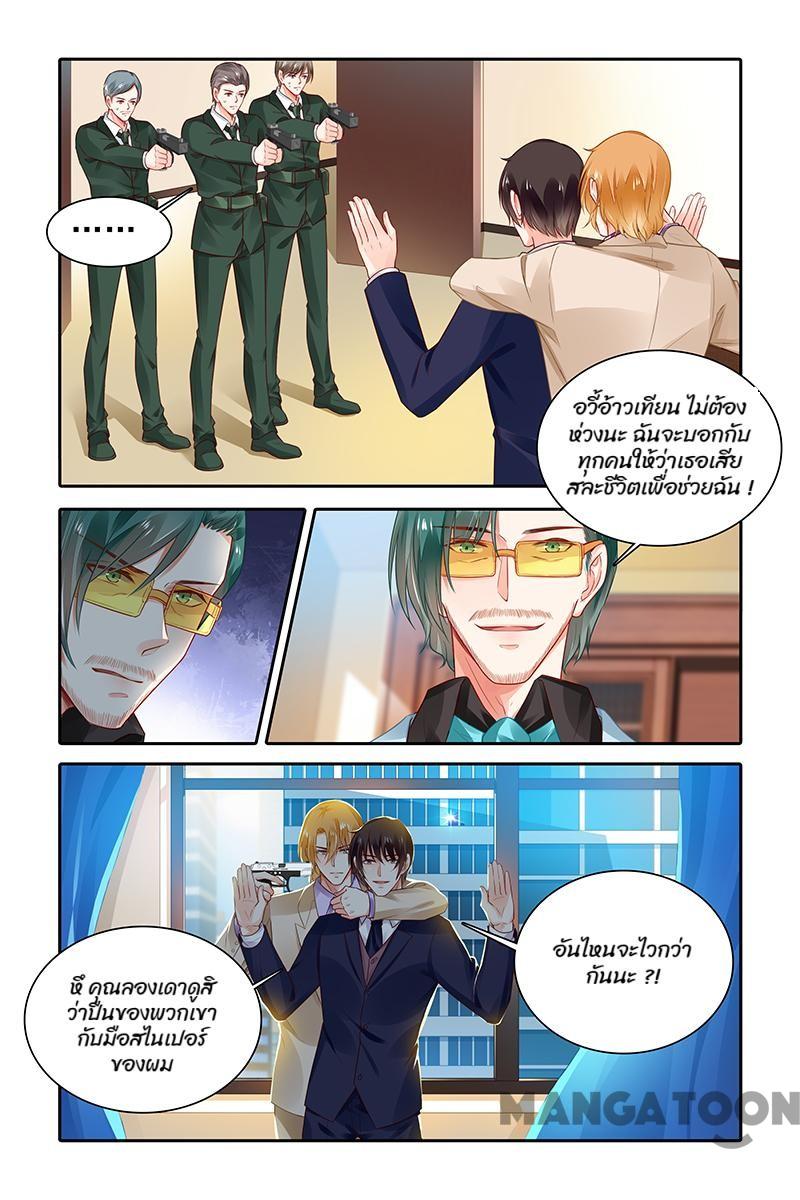 ......
อวี้อ้าวเทียน ไม่ต้อง
ห่วงนะ ฉันจะบอกกับ
ทุกคนให้ว่าเธอเสีย
สละชีวิตเพื่อช่วยฉัน !
หึ คุณลองเดาดูสิ
ว่าปืนของพวกเขา
กับมือสไนเปอร์
ของผม
อันไหนจะไวกว่า
กันนะ ?!
MANGATOON